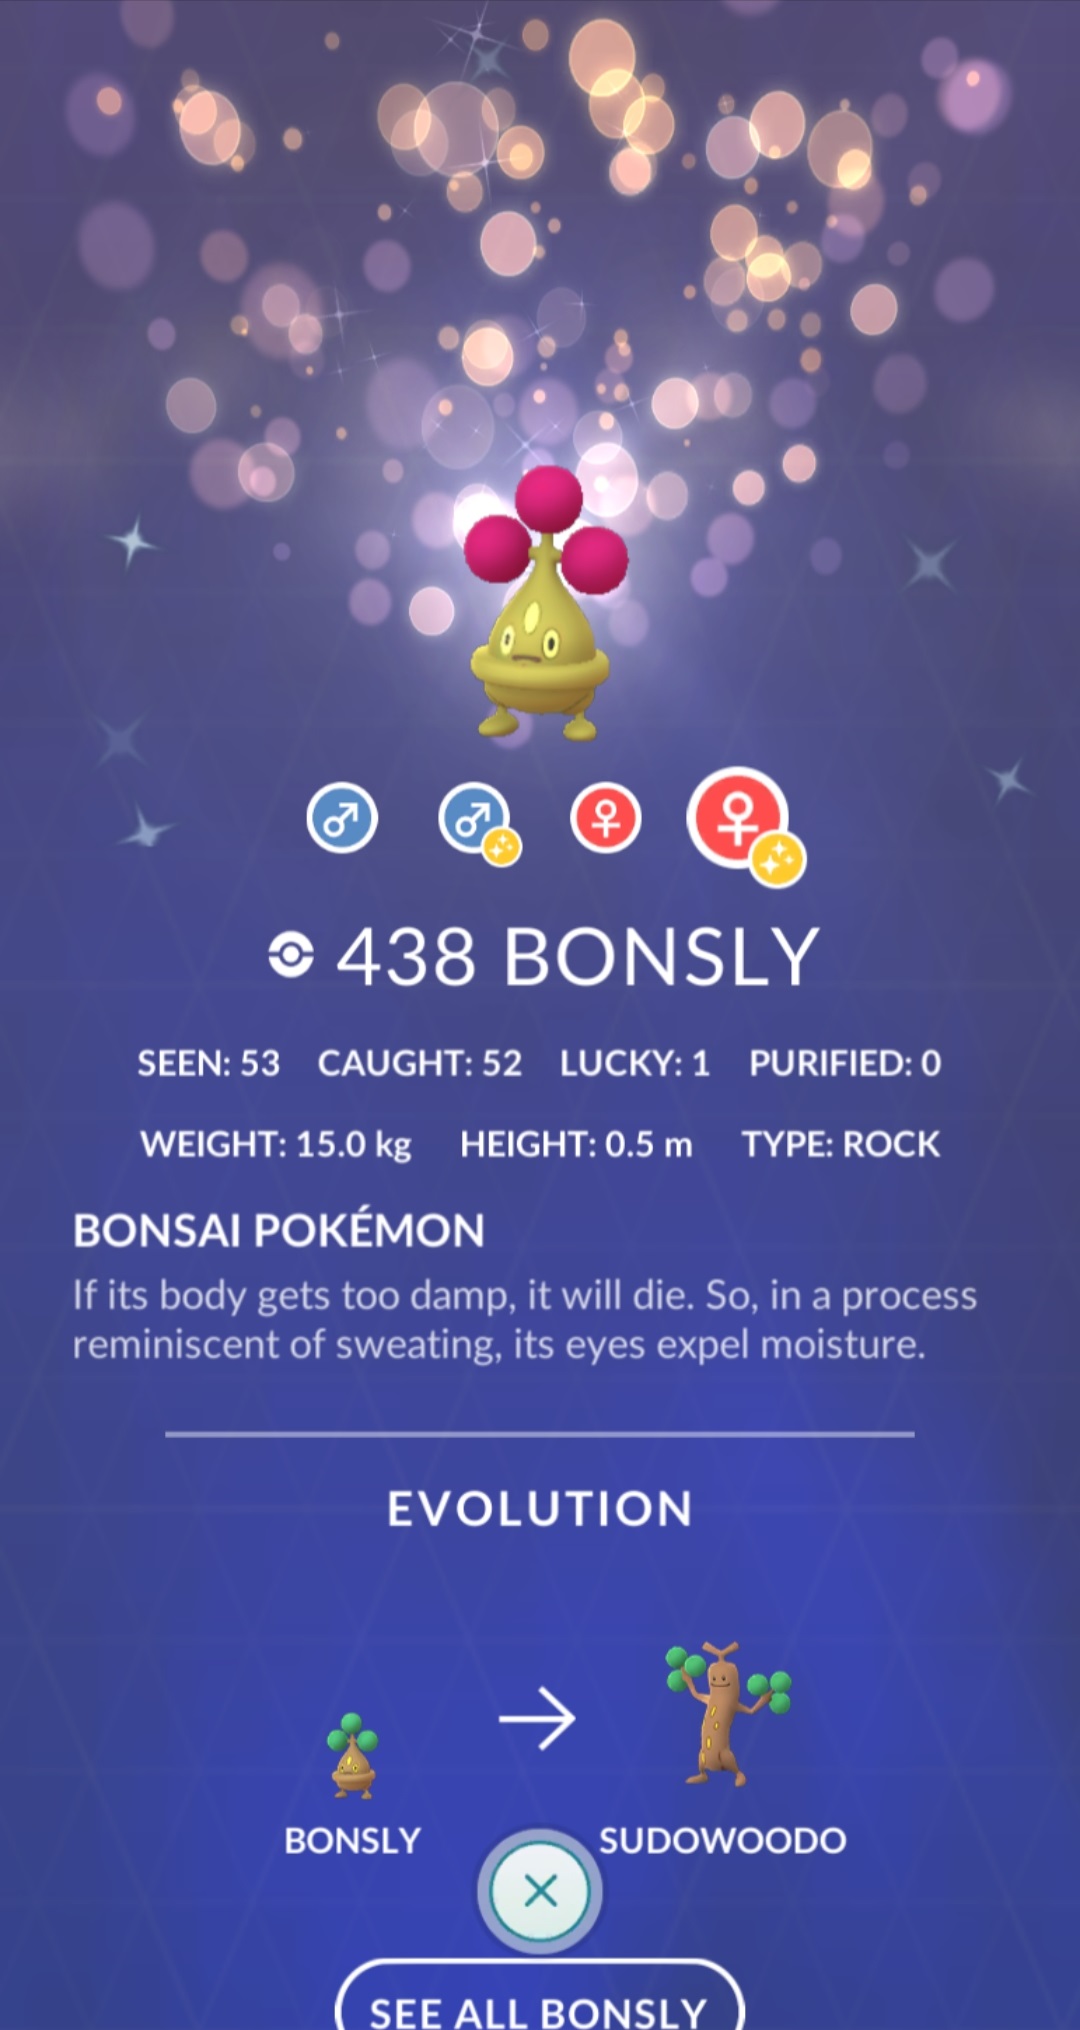 438 BONSLY
SEEN: 53 CAUGHT: 52 LUCKY: 1 PURIFIED: 0
WEIGHT: 15.0 kg HEIGHT: 0.5 m TYPE: ROCK
BONSAI POKÉMON
If its body gets too damp, it will die. So, in a process
reminiscent of sweating, its eyes expel moisture.
EVOLUTION
BONSLY SUDOWOODO
SEE ALL BONSLY